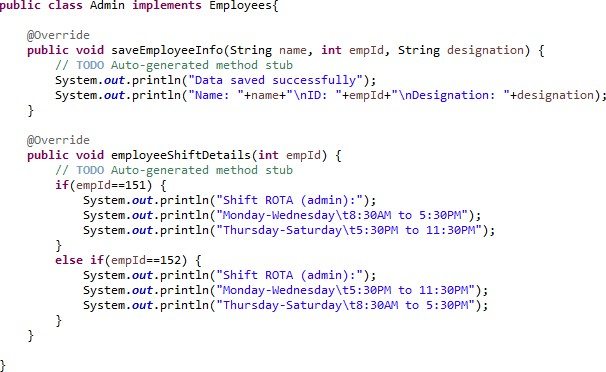 public class Admin implements Employees{
@Override
public void saveEmployeeInfo(String name, int empId, String designation) {
// TODO Auto-generated method stub
System.out.println("Data saved successfully");
System.out.println("Name: "+name+"\nID: "+empId+"\nDesignation: "+designation);
}
@Override
public void employeeShiftDetails(int empId) {
// TODO Auto-generated method stub
if(empId==151) {
System.out.println("Shift ROTA (admin):");
System.out.println("Monday-Wednesday\t8:30AM to 5:30PM");
System.out.println("Thursday-Saturday\t5:30PM to 11:30PM");
}
else if(empId==152) {
System.out.println("Shift ROTA (admin):");
System.out.println("Monday-Wednesday\t5:30PM to 11:30PM");
System.out.println("Thursday-Saturday\t8:30AM to 5:30PM");
}
}
}